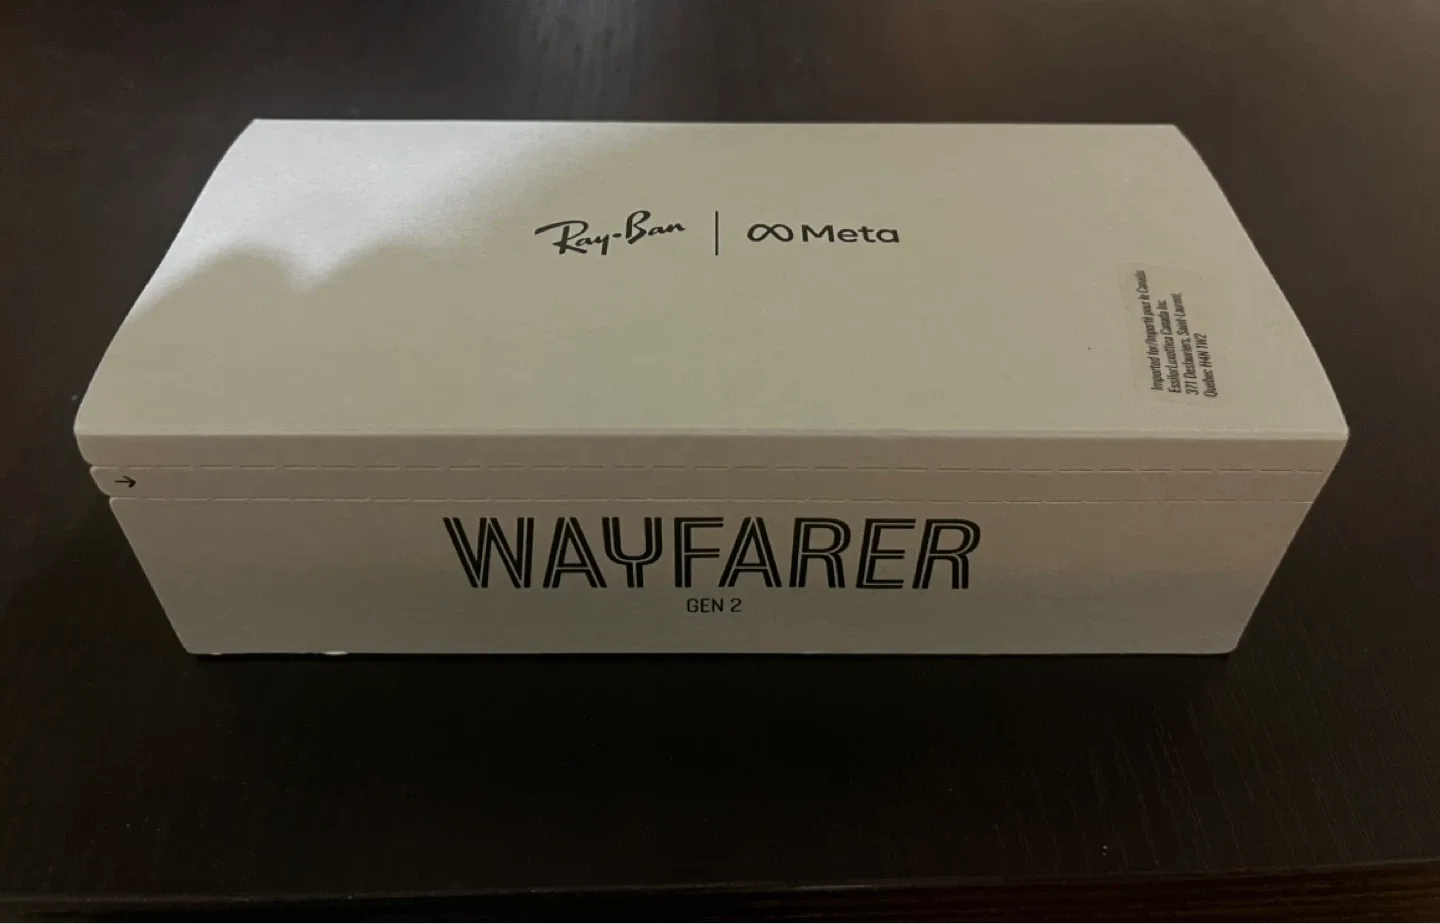 Ray-Ban | Meta
Imported for/Importé pour le Canada
EssilorLuxottica Canada Inc.
371 Deslauriers, Saint-Laurent,
Quebec H4N 1W2
WAYFARER
GEN 2